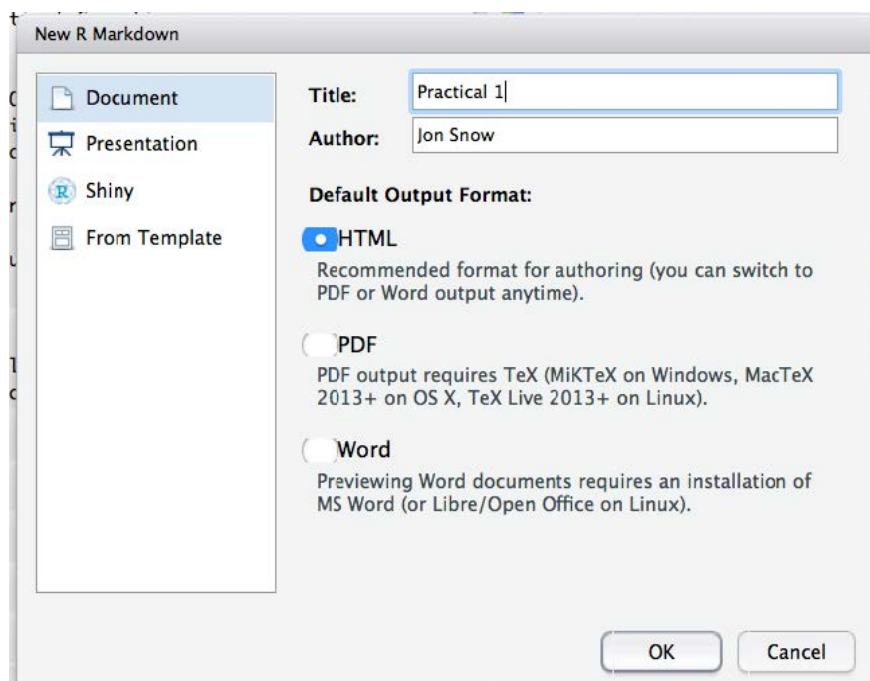 New R Markdown
Document
Presentation
Shiny
From Template
Title: Practical 1
Author: Jon Snow
Default Output Format:
HTML
Recommended format for authoring (you can switch to
PDF or Word output anytime).
PDF
PDF output requires TeX (MiKTeX on Windows, MacTeX
2013+ on OS X, TeX Live 2013+ on Linux).
Word
Previewing Word documents requires an installation of
MS Word (or Libre/Open Office on Linux).
OK
Cancel